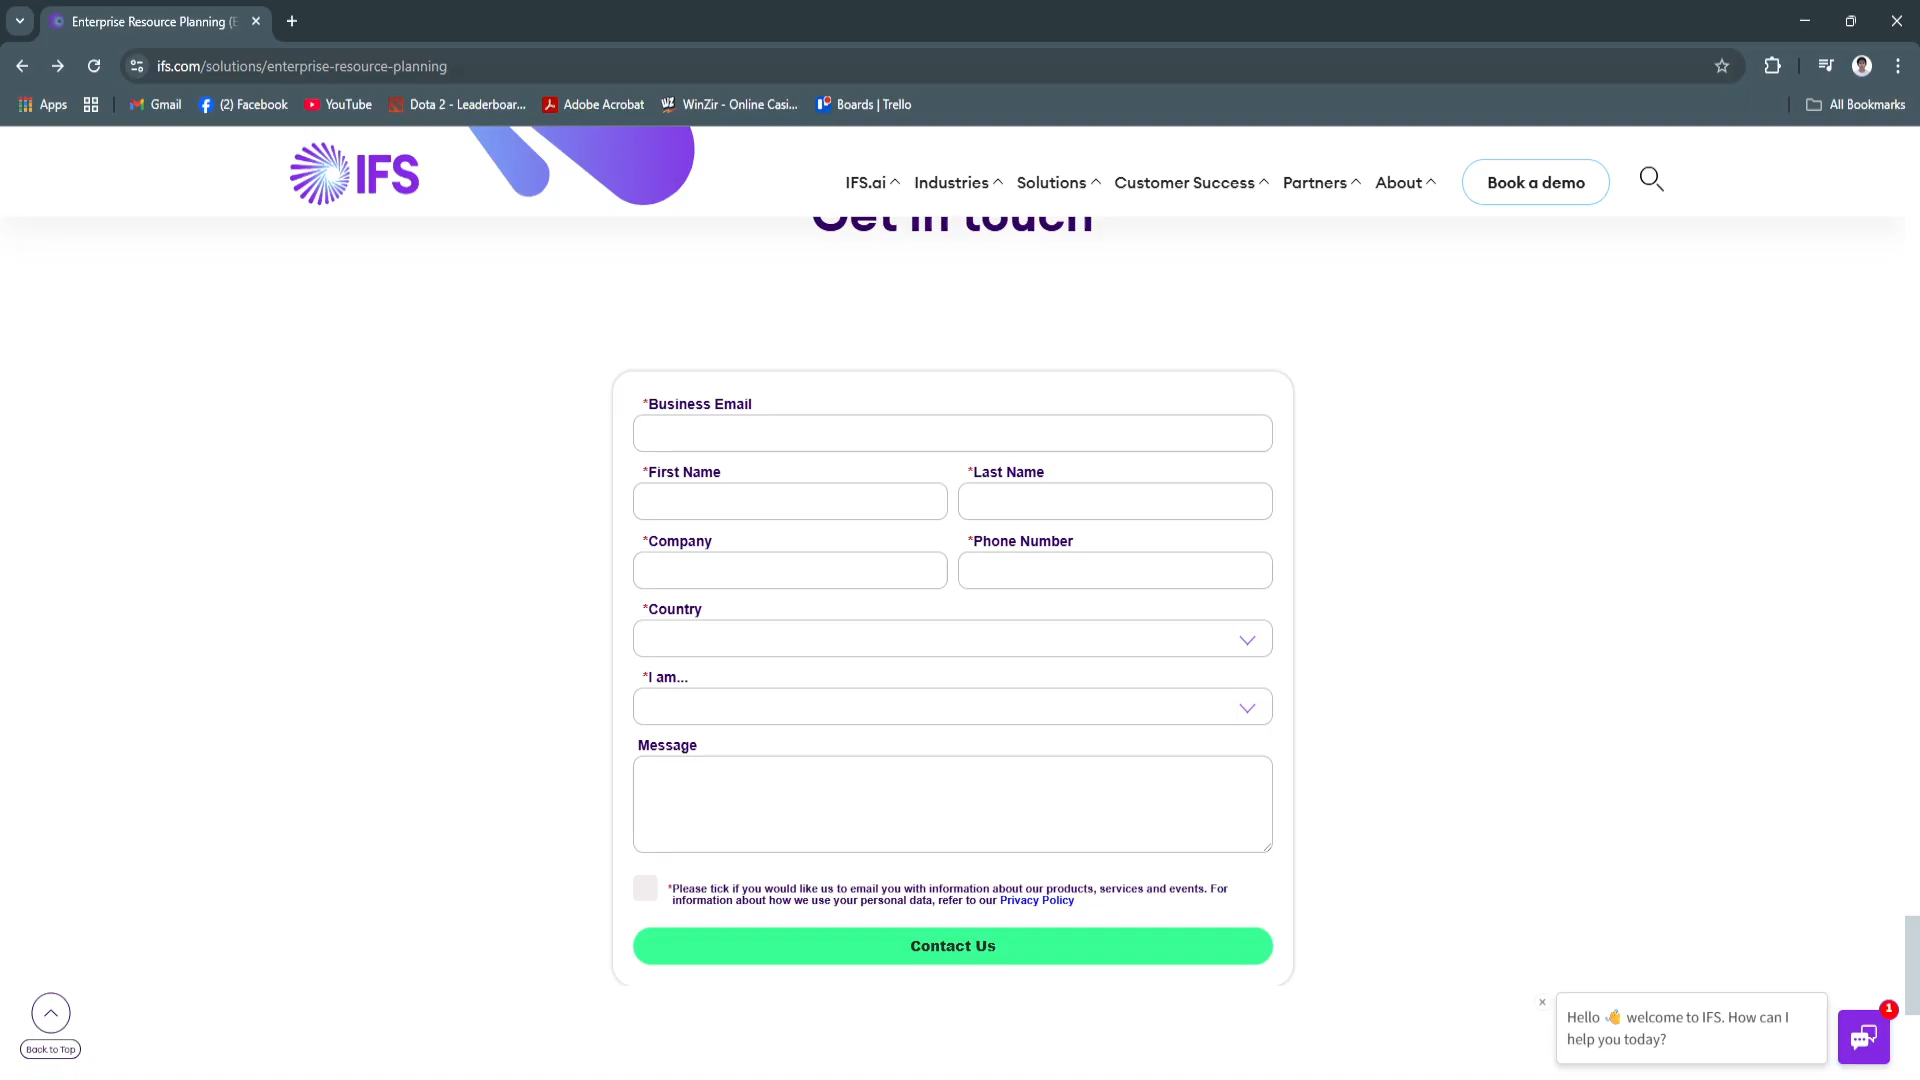 Enterprise Resource Planning (E
ifs.com/solutions/enterprise-resource-planning
Apps
Gmail
(2) Facebook
YouTube
Dota 2 - Leaderboar...
Adobe Acrobat
WinZir - Online Casi...
Boards | Trello
All Bookmarks
IFS
IFS.ai
Industries
Solutions
Customer Success
Partners
About
Book a demo
Get in touch
*Business Email
*First Name
*Last Name
*Company
*Phone Number
*Country
*I am...
Message
*Please tick if you would like us to email you with information about our products, services and events. For
information about how we use your personal data, refer to our Privacy Policy
Contact Us
Back to Top
Hello 👋 welcome to IFS. How can I
help you today?
1